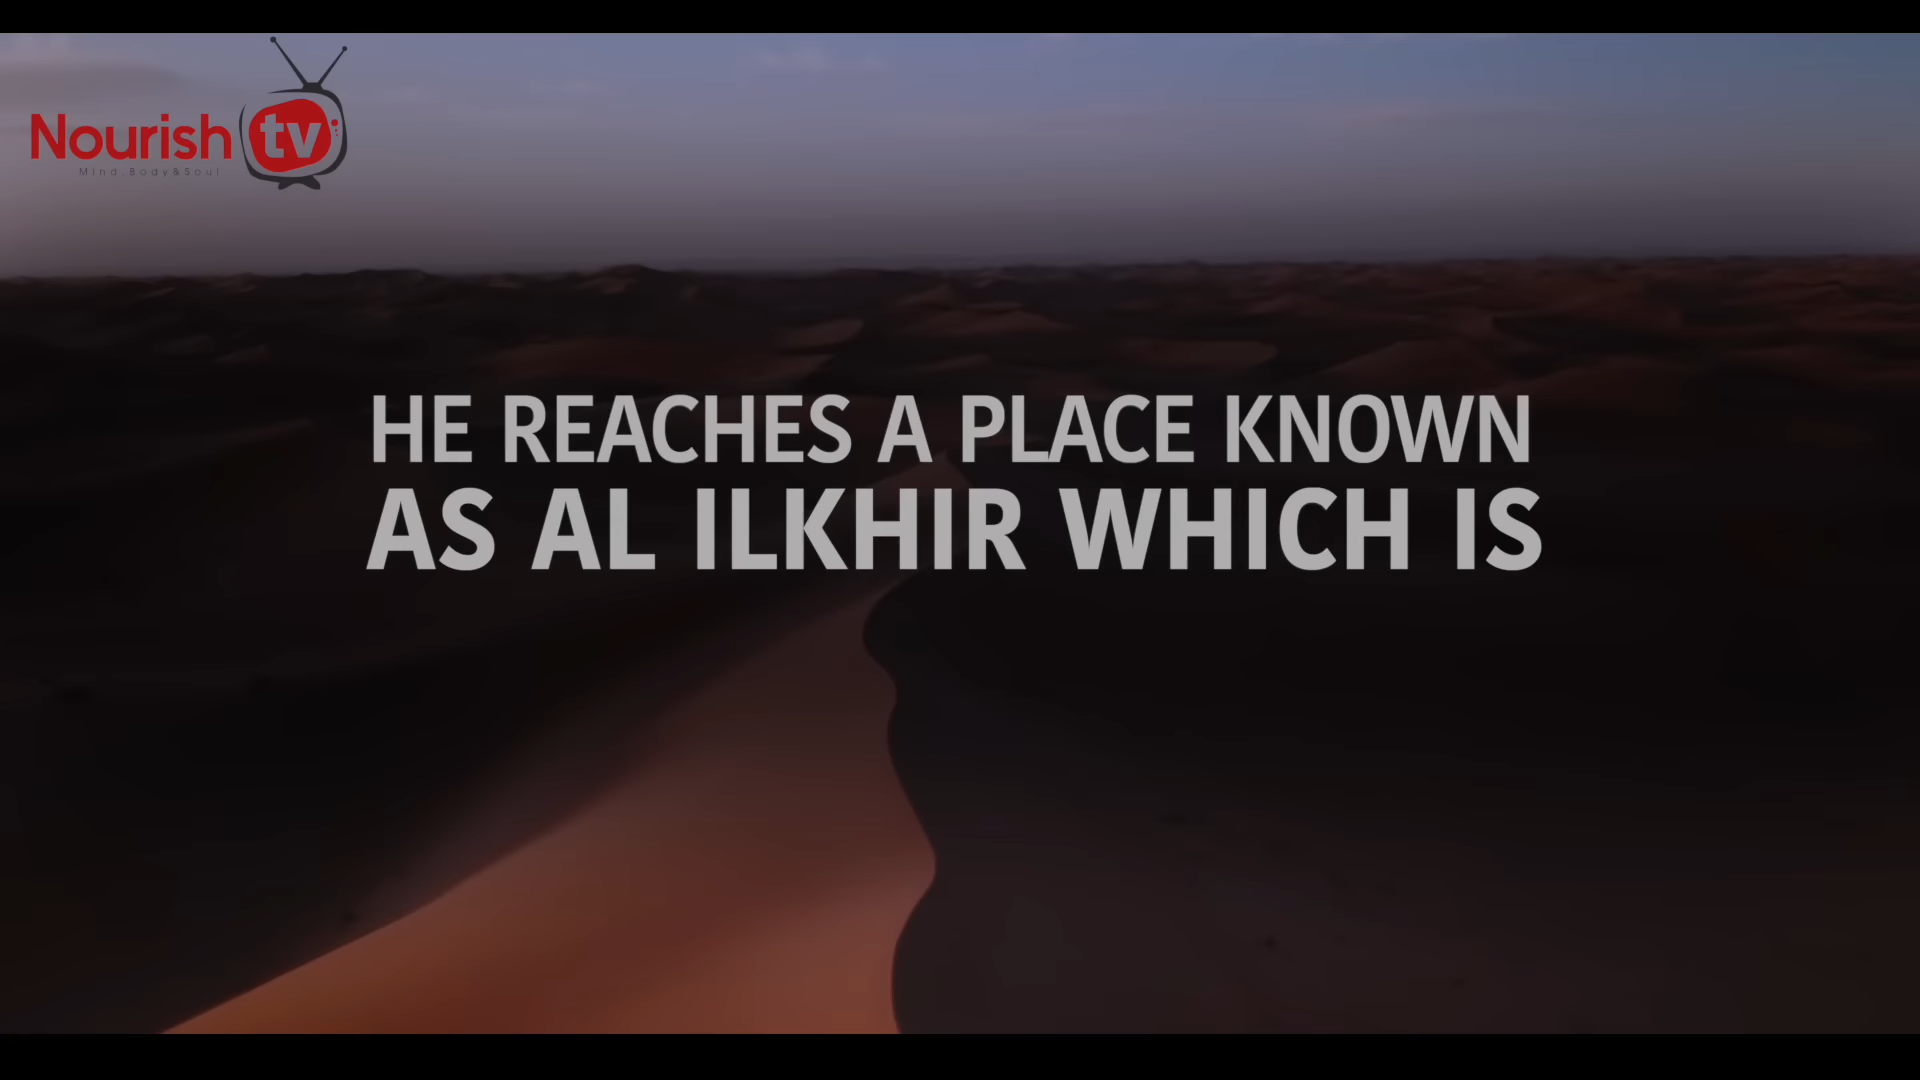 Nourish tv
Mind.Body&Soul
HE REACHES A PLACE KNOWN
AS AL ILKHIR WHICH IS